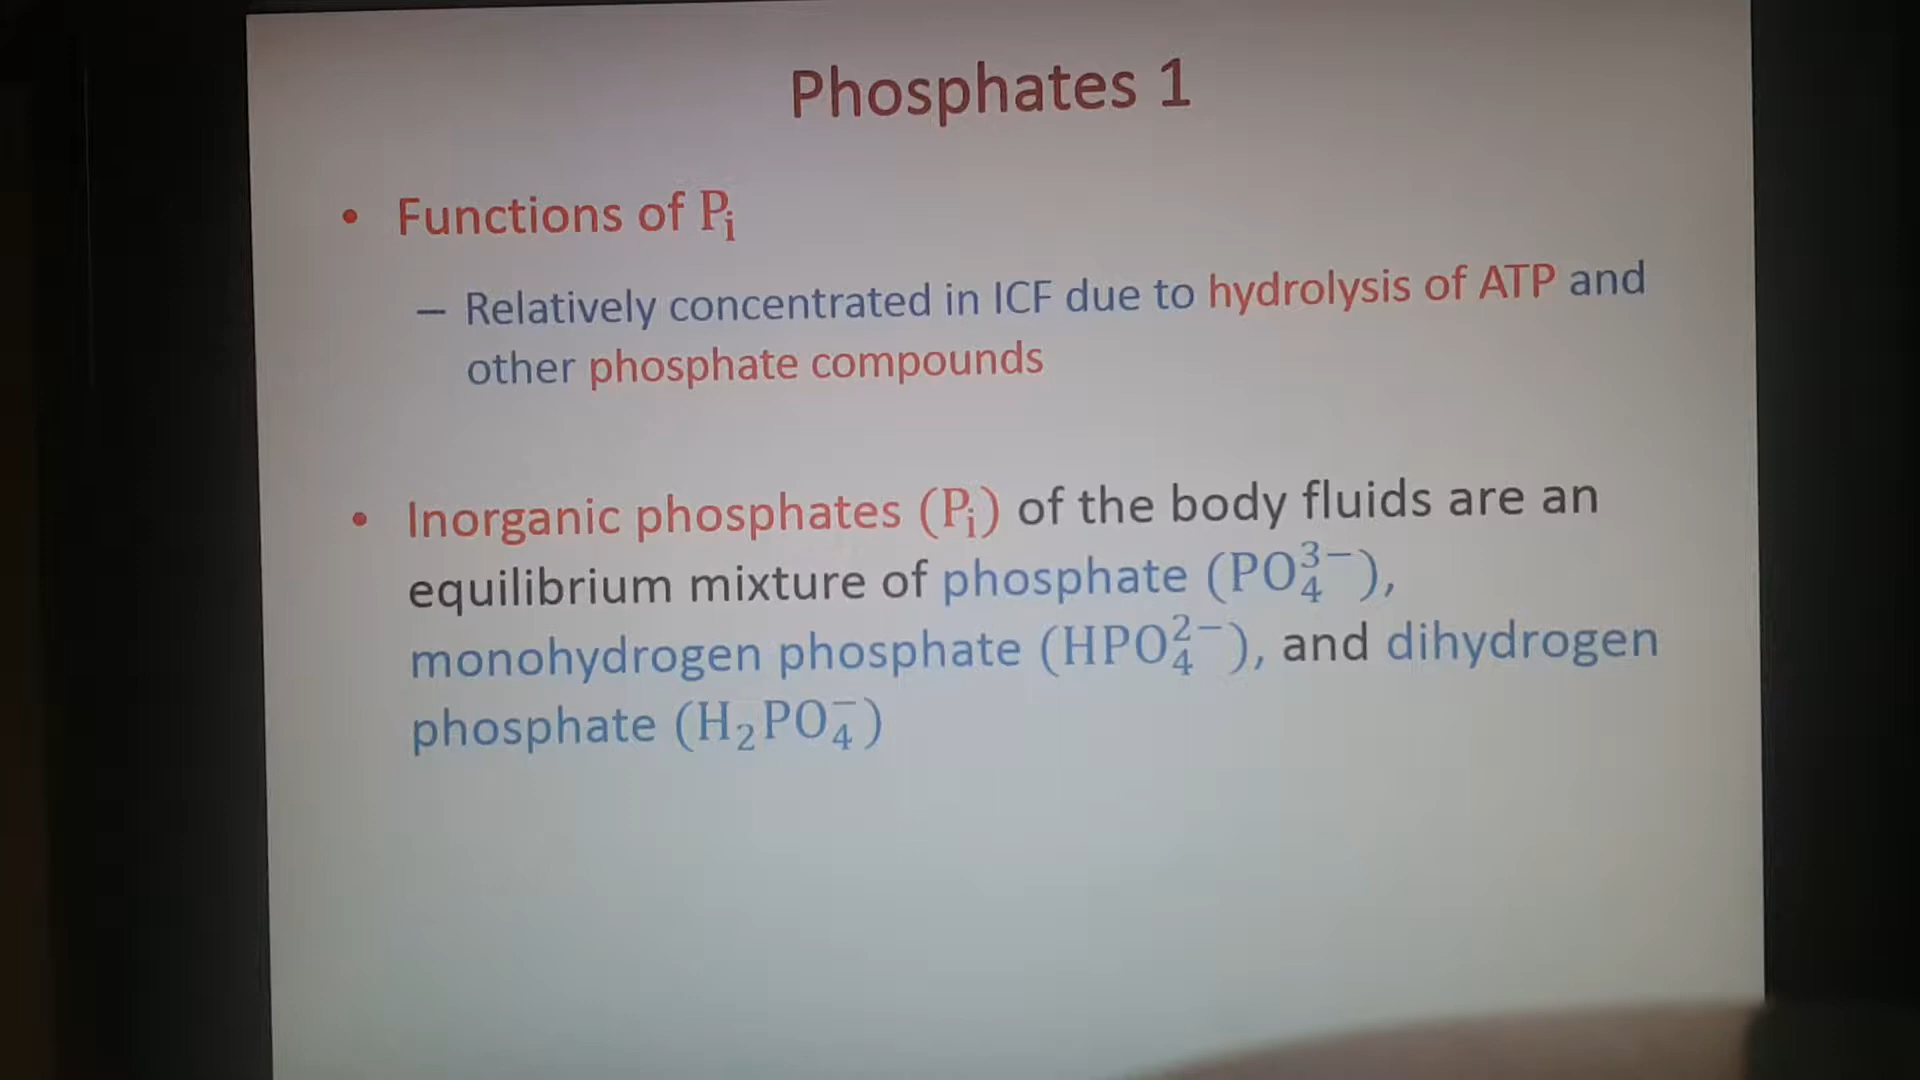 Phosphates 1
• Functions of Pᵢ
– Relatively concentrated in ICF due to hydrolysis of ATP and
other phosphate compounds
• Inorganic phosphates (Pᵢ) of the body fluids are an
equilibrium mixture of phosphate (PO₄³⁻),
monohydrogen phosphate (HPO₄²⁻), and dihydrogen
phosphate (H₂PO₄⁻)